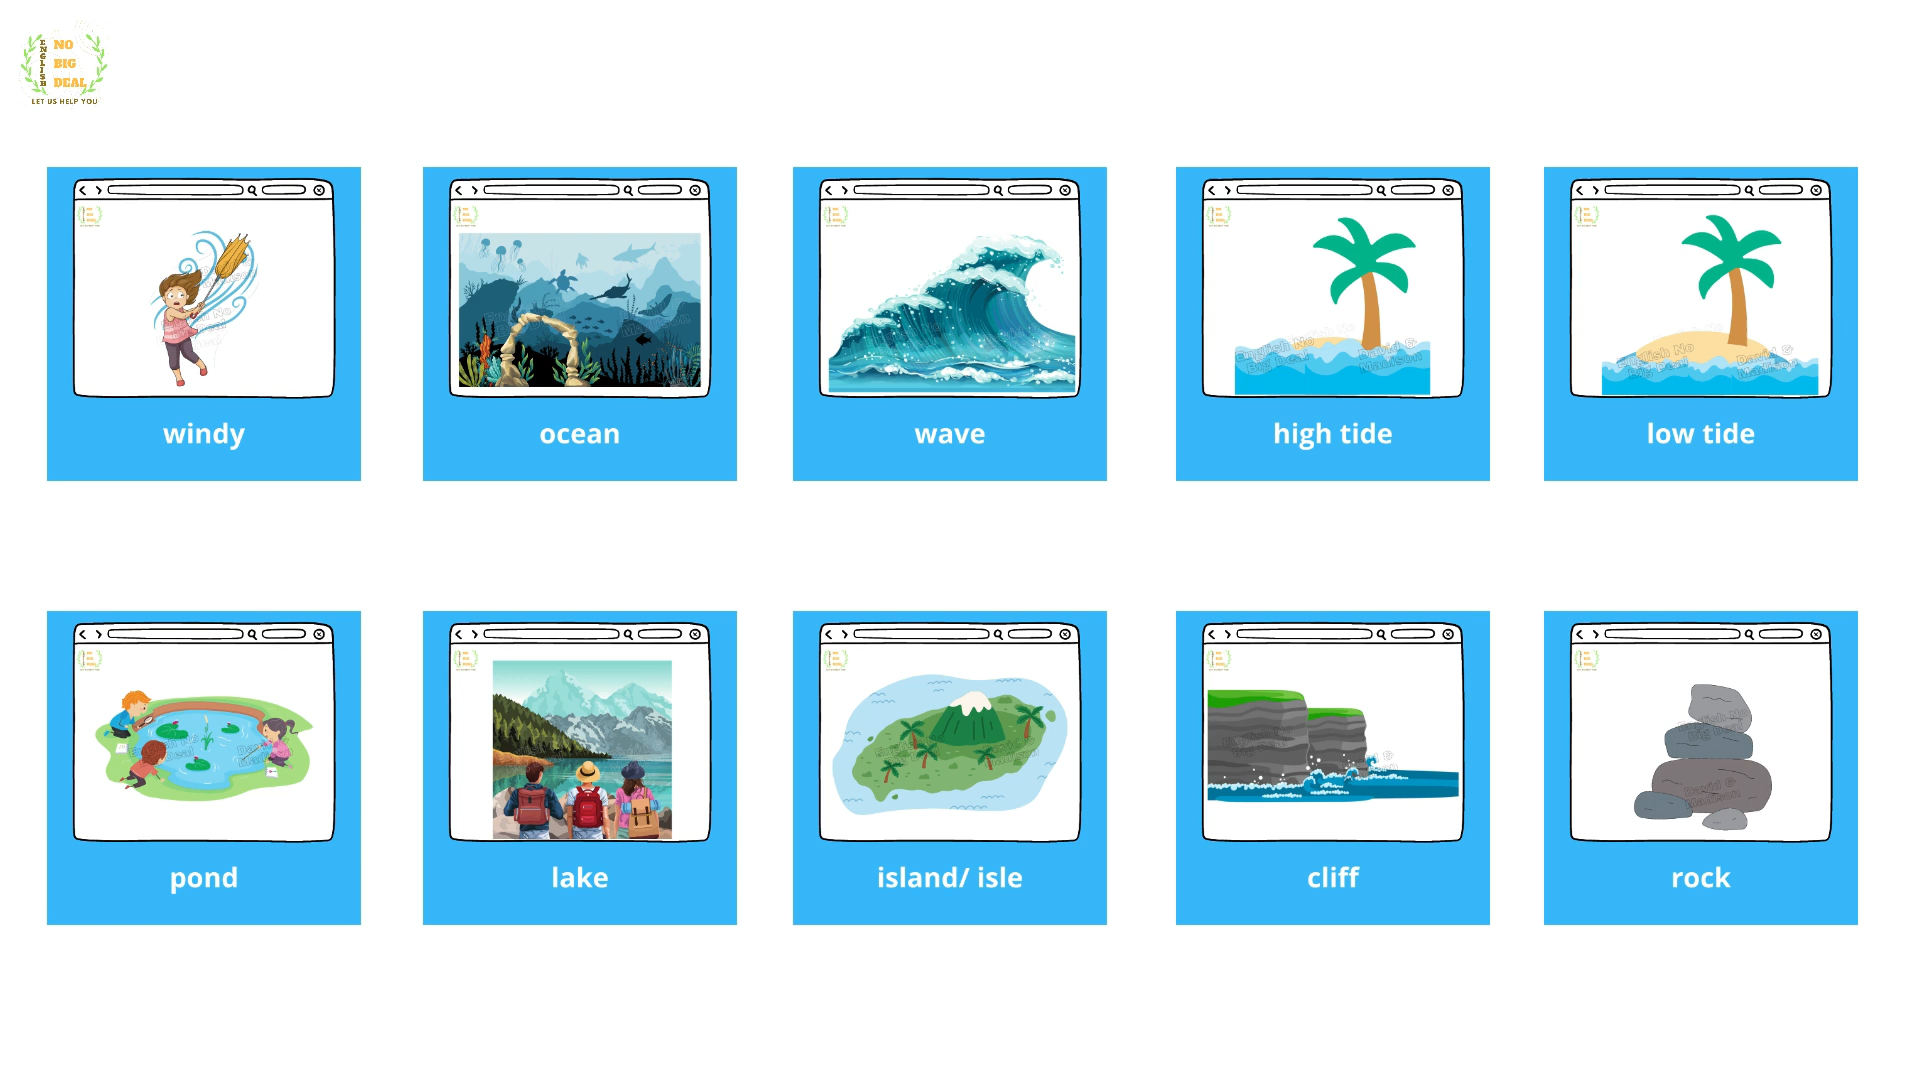 ENGLISH
NO
BIG
DEAL
LET US HELP YOU
windy
ocean
wave
high tide
low tide
pond
lake
island/ isle
cliff
rock